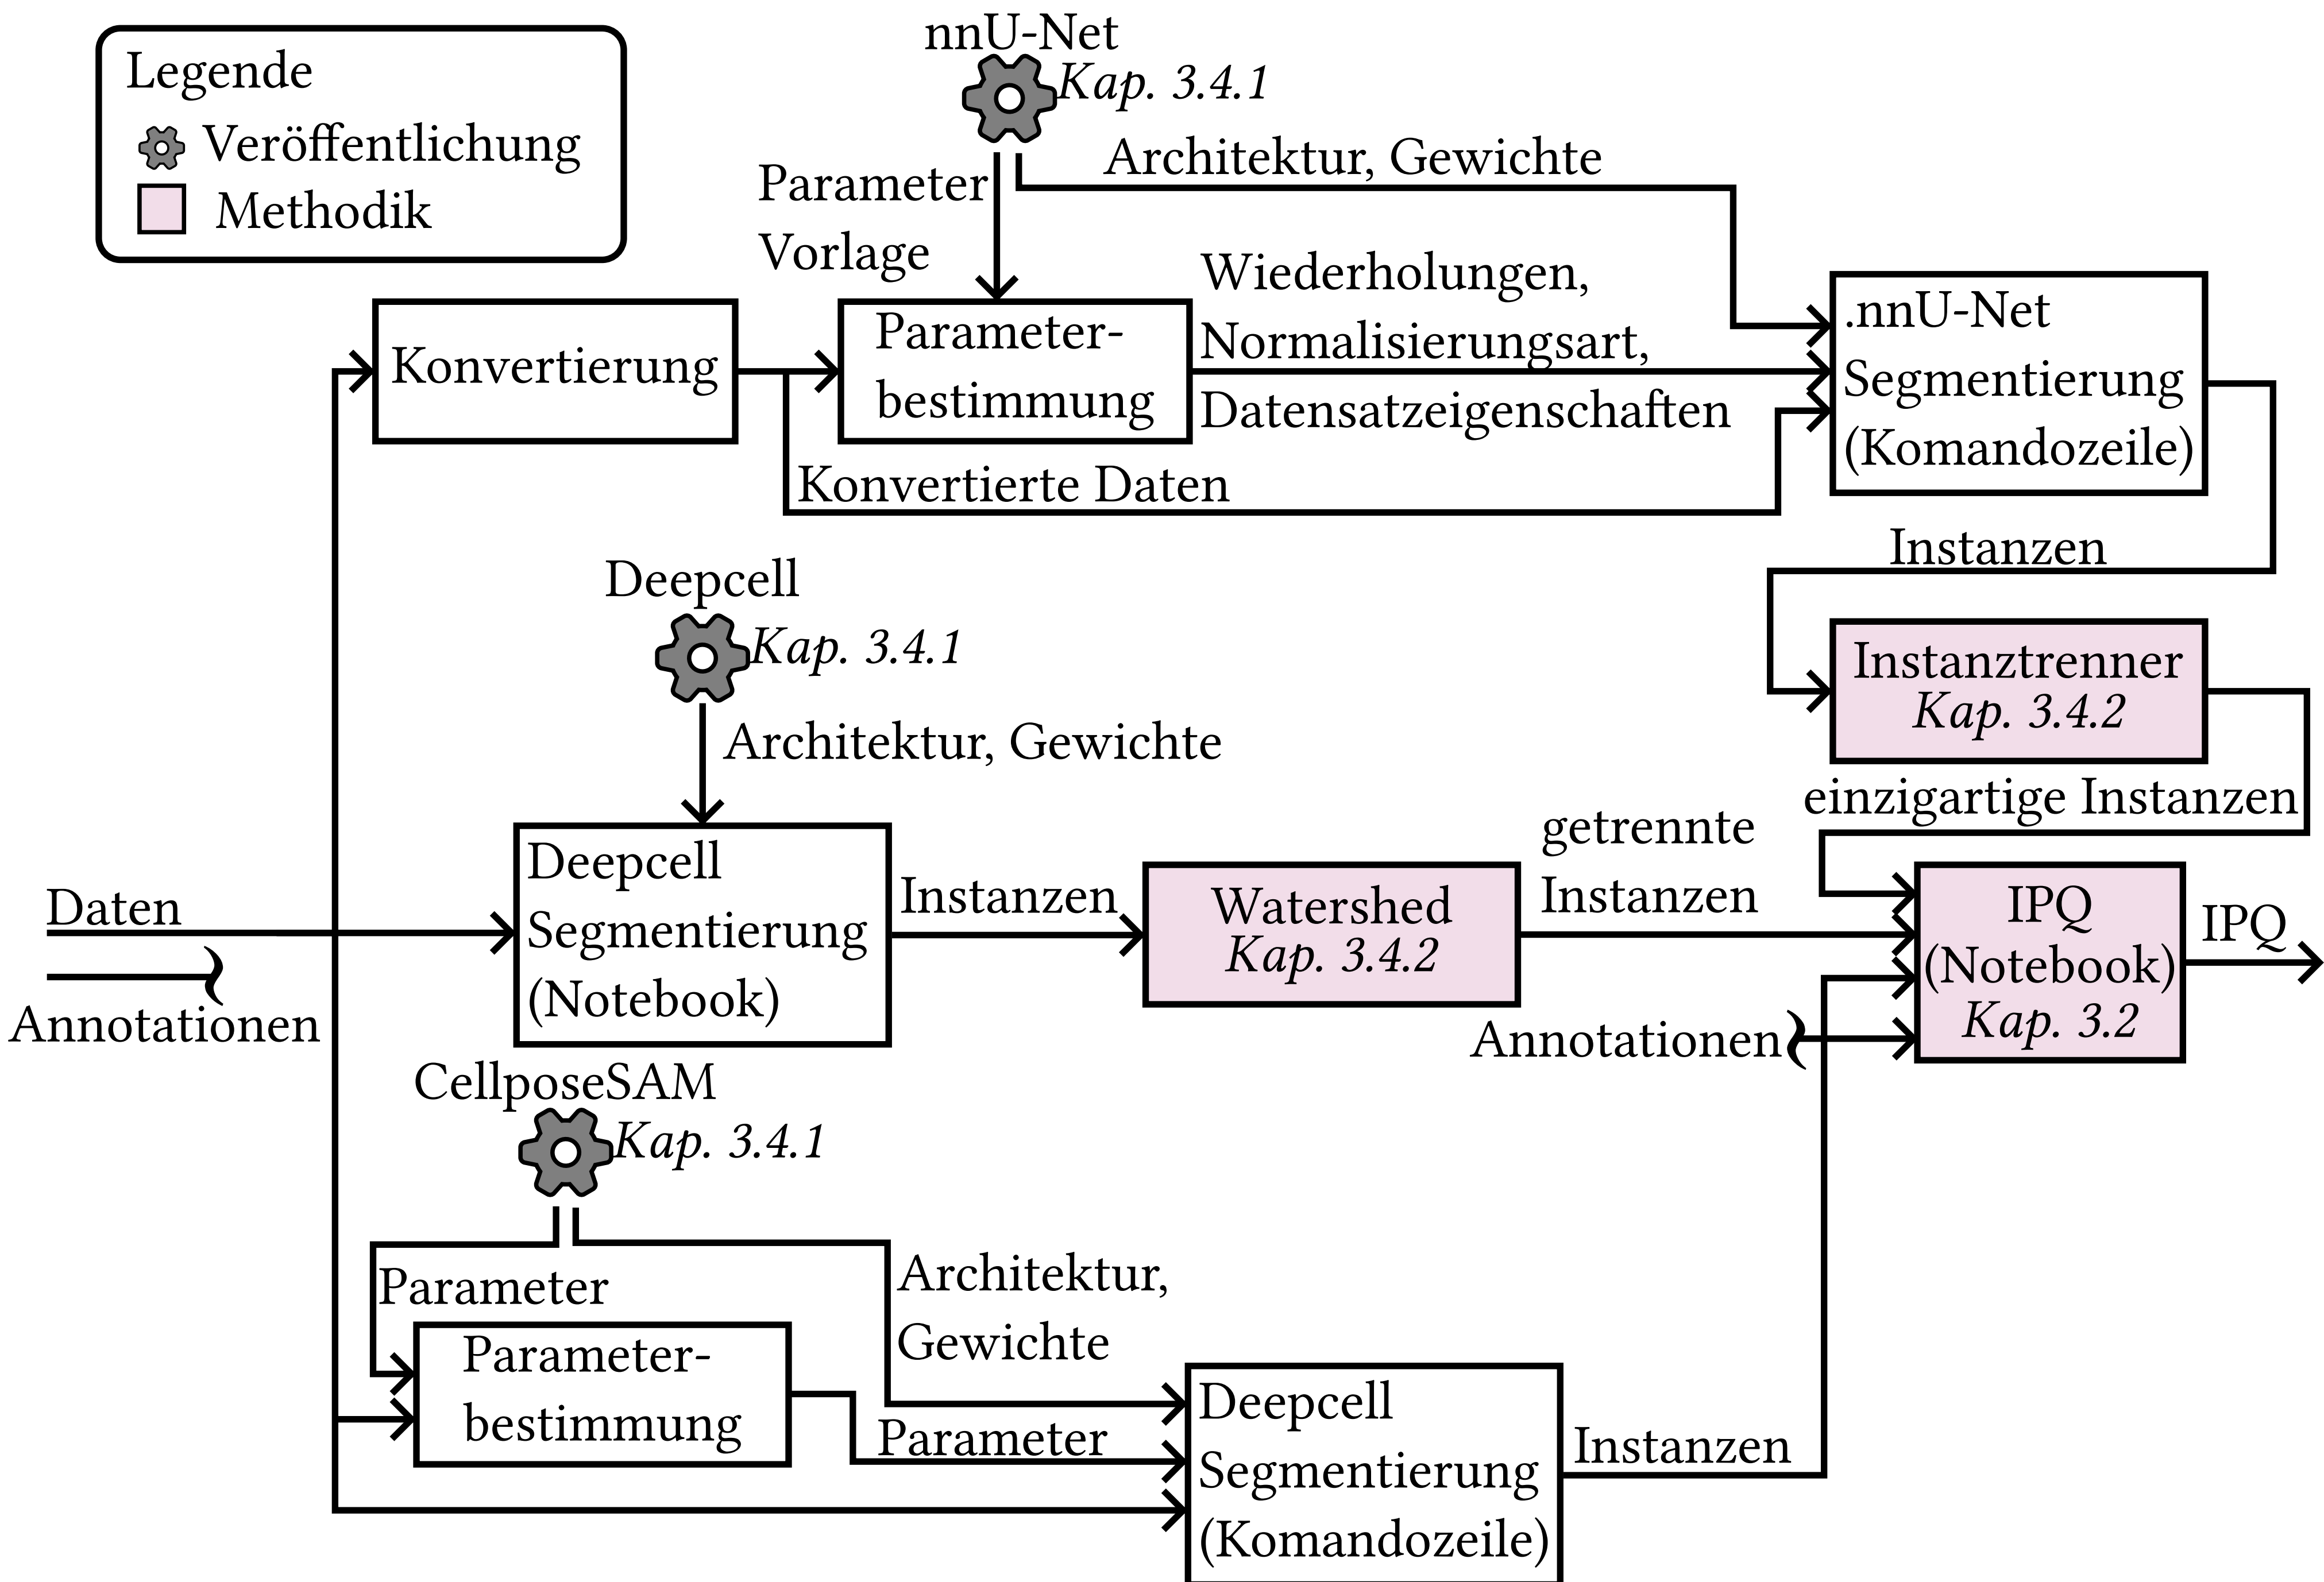 Legende
Veröffentlichung
Methodik
nnU-Net
Kap. 3.4.1
Architektur, Gewichte
Parameter
Vorlage
Wiederholungen,
Normalisierungsart,
Datensatzeigenschaften
Konvertierung
Parameter-
bestimmung
Konvertierte Daten
.nnU-Net
Segmentierung
(Komandozeile)
Instanzen
Instanztrenner
Kap. 3.4.2
einzigartige Instanzen
Deepcell
Kap. 3.4.1
Architektur, Gewichte
Daten
Annotationen
Deepcell
Segmentierung
(Notebook)
Instanzen
Watershed
Kap. 3.4.2
getrennte
Instanzen
Annotationen
IPQ
(Notebook)
Kap. 3.2
IPQ
CellposeSAM
Kap. 3.4.1
Parameter
Parameter-
bestimmung
Architektur,
Gewichte
Parameter
Deepcell
Segmentierung
(Komandozeile)
Instanzen